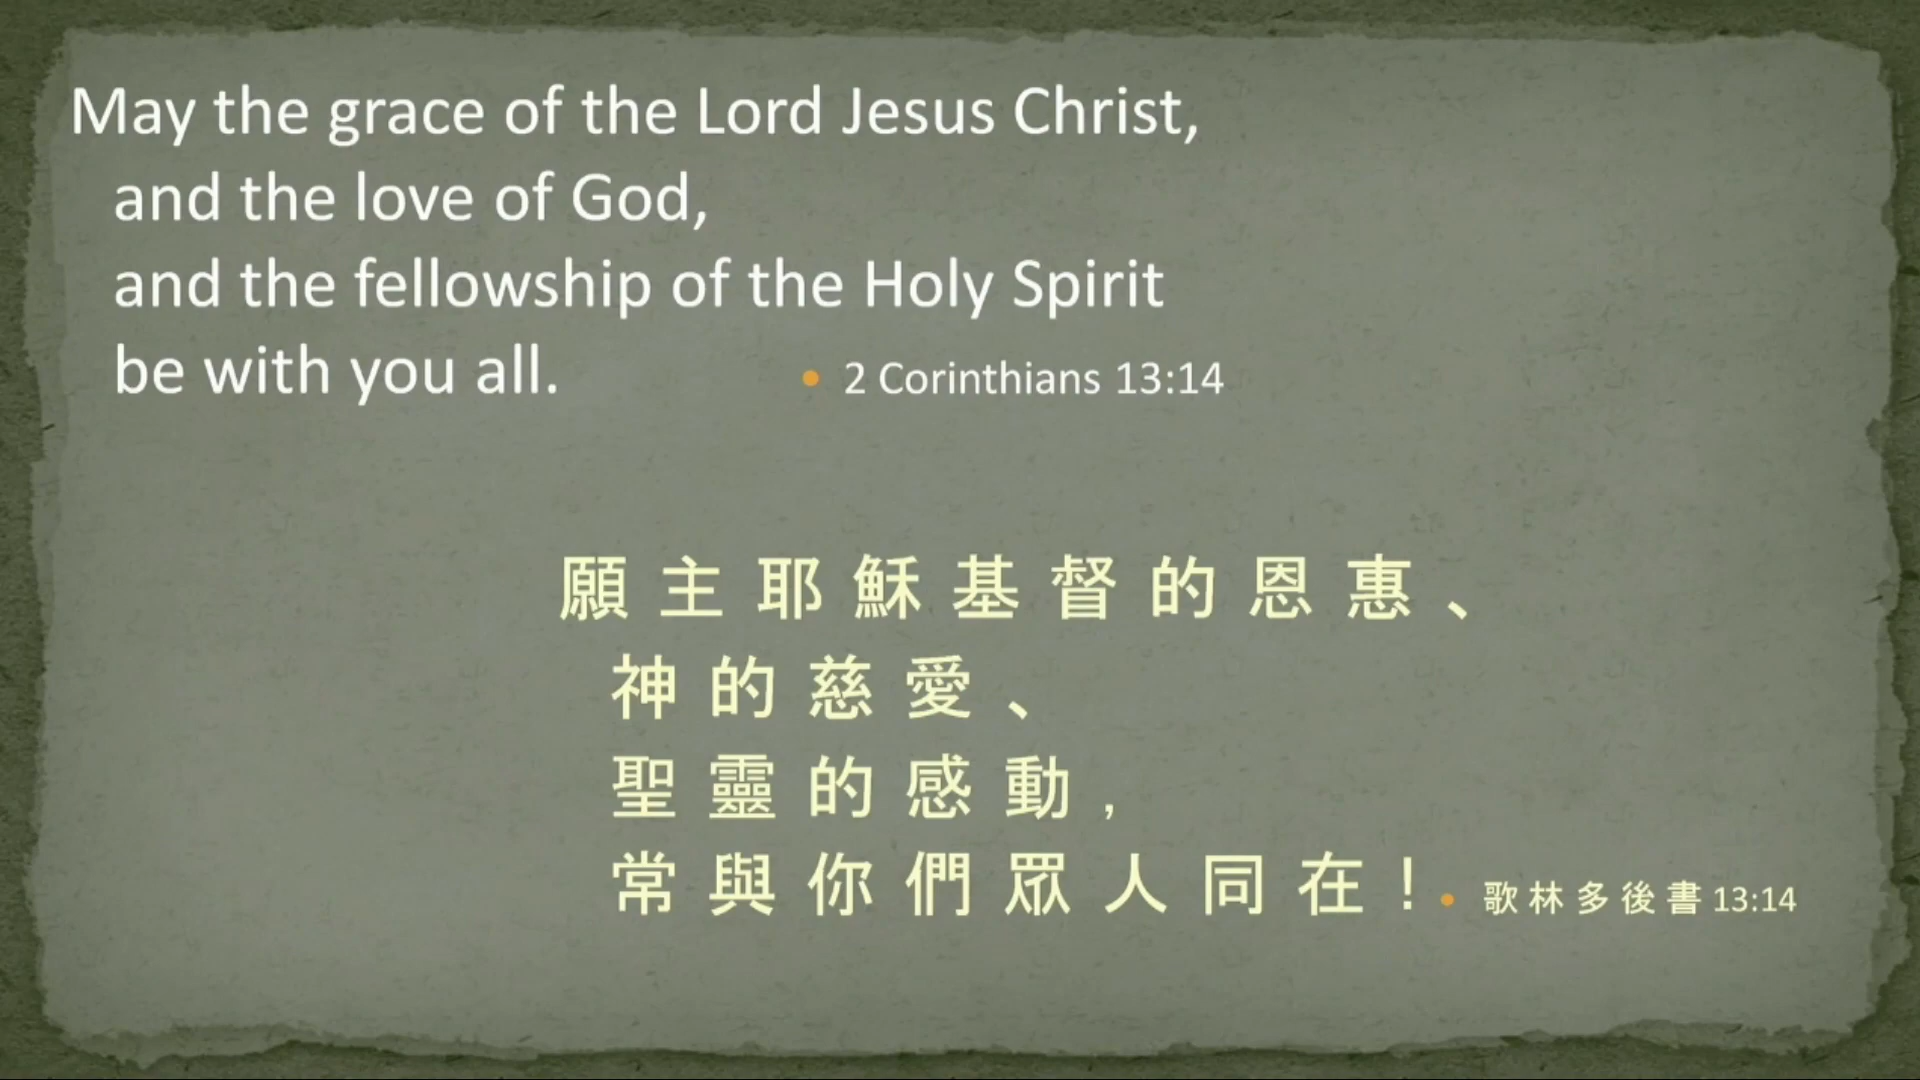 May the grace of the Lord Jesus Christ,
and the love of God,
and the fellowship of the Holy Spirit
be with you all. • 2 Corinthians 13:14
願主耶穌基督的恩惠、
神的慈愛、
聖靈的感動,
常與你們眾人同在! • 歌林多後書 13:14